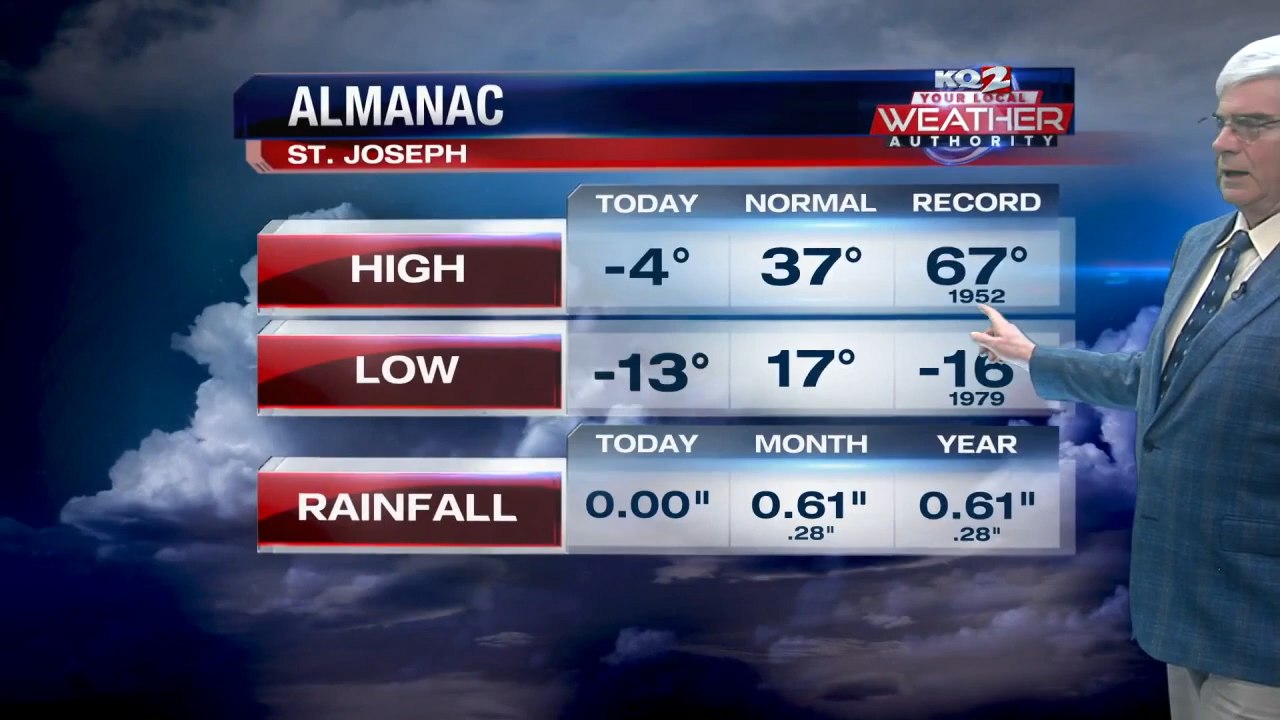 ALMANAC
KQ2
YOUR LOCAL
WEATHER
AUTHORITY
ST. JOSEPH
TODAY NORMAL RECORD
HIGH -4° 37° 67°
1952
LOW -13° 17° -16
1979
TODAY MONTH YEAR
RAINFALL 0.00" 0.61" 0.61"
.28" .28"